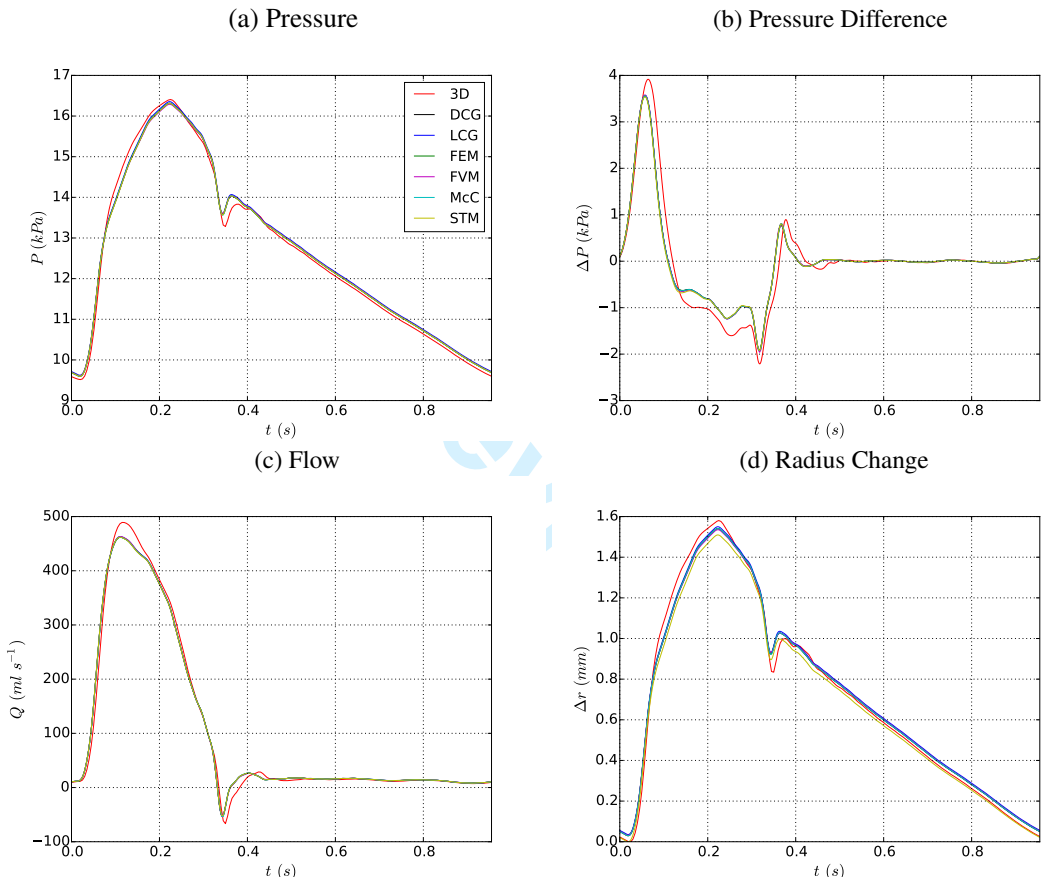 (a) Pressure
17
16
15
14
13
12
11
10
9
P (kPa)
0.0 0.2 0.4 0.6 0.8
t (s)
3D
DCG
LCG
FEM
FVM
McC
STM
(b) Pressure Difference
4
3
2
1
0
−1
−2
−3
ΔP (kPa)
0.0 0.2 0.4 0.6 0.8
t (s)
(c) Flow
500
400
300
200
100
0
−100
Q (ml s⁻¹)
0.0 0.2 0.4 0.6 0.8
t (s)
(d) Radius Change
1.6
1.4
1.2
1.0
0.8
0.6
0.4
0.2
0.0
Δr (mm)
0.0 0.2 0.4 0.6 0.8
t (s)